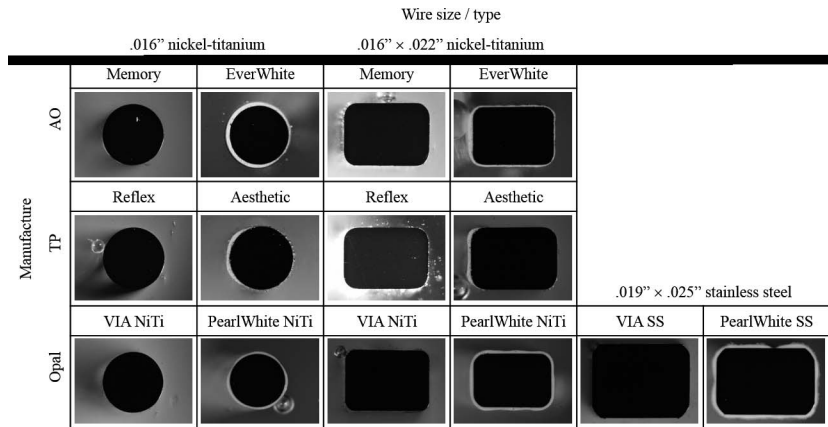 Wire size / type
.016” nickel-titanium .016” × .022” nickel-titanium
Memory EverWhite Memory EverWhite
AO
Reflex Aesthetic Reflex Aesthetic
TP
Manufacture
.019” × .025” stainless steel
VIA NiTi PearlWhite NiTi VIA NiTi PearlWhite NiTi VIA SS PearlWhite SS
Opal